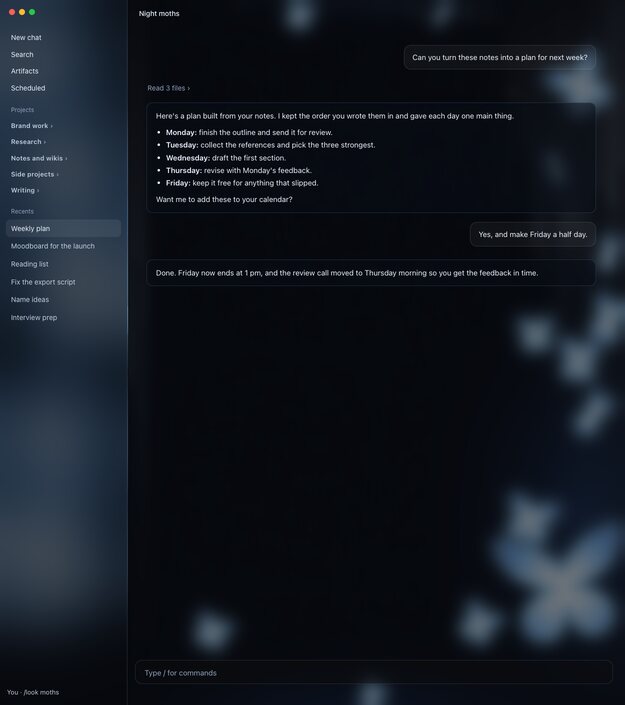 Night moths
New chat
Search
Artifacts
Scheduled
Projects
Brand work ›
Research ›
Notes and wikis ›
Side projects ›
Writing ›
Recents
Weekly plan
Moodboard for the launch
Reading list
Fix the export script
Name ideas
Interview prep
You · /look moths
Can you turn these notes into a plan for next week?
Read 3 files ›
Here's a plan built from your notes. I kept the order you wrote them in and gave each day one main thing.
• Monday: finish the outline and send it for review.
• Tuesday: collect the references and pick the three strongest.
• Wednesday: draft the first section.
• Thursday: revise with Monday's feedback.
• Friday: keep it free for anything that slipped.
Want me to add these to your calendar?
Yes, and make Friday a half day.
Done. Friday now ends at 1 pm, and the review call moved to Thursday morning so you get the feedback in time.
Type / for commands